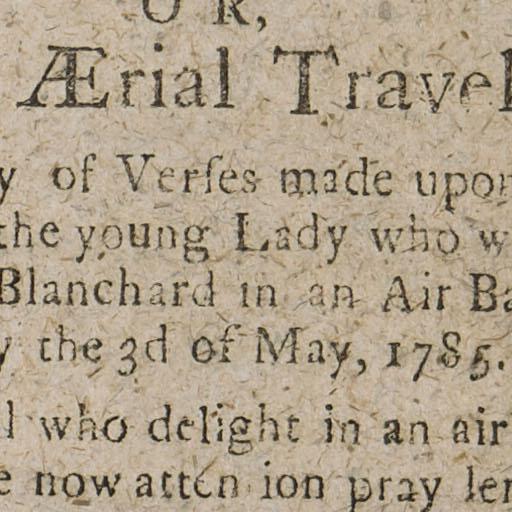 OR,
Ærial Travel
y of Verſes made upon
the young Lady who w
Blanchard in an Air Ba
y the 3d of May, 1785.
l who delight in an air
e now atten ion pray len